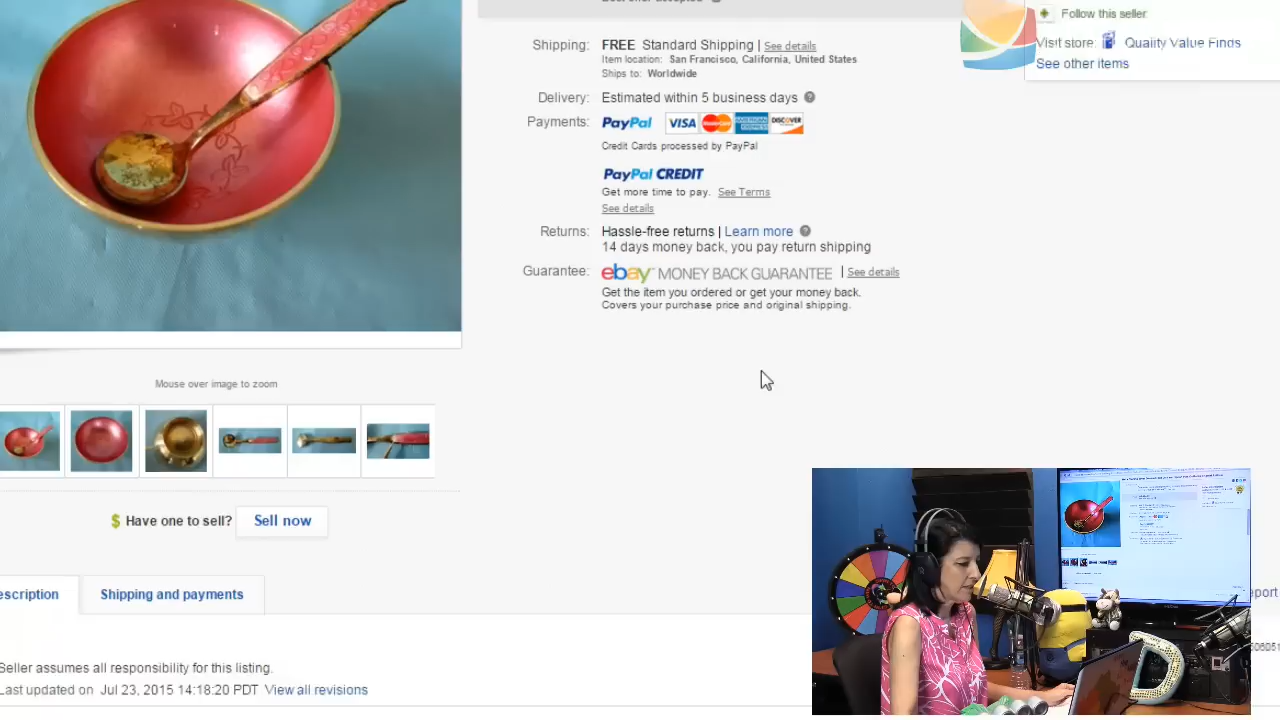 Follow this seller
Shipping: FREE Standard Shipping | See details
Item location: San Francisco, California, United States
Ships to: Worldwide
Visit store: Quality Value Finds
See other items
Delivery: Estimated within 5 business days
Payments: PayPal VISA MasterCard AMERICAN EXPRESS DISCOVER
Credit Cards processed by PayPal
PayPal CREDIT
Get more time to pay. See Terms
See details
Returns: Hassle-free returns | Learn more
14 days money back, you pay return shipping
Guarantee: ebay MONEY BACK GUARANTEE | See details
Get the item you ordered or get your money back.
Covers your purchase price and original shipping.
Mouse over image to zoom
$ Have one to sell? Sell now
escription
Shipping and payments
Seller assumes all responsibility for this listing.
Last updated on Jul 23, 2015 14:18:20 PDT View all revisions